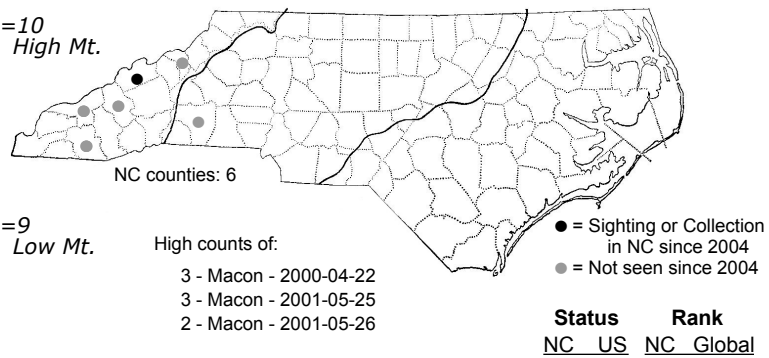 =10
High Mt.
NC counties: 6
=9
Low Mt.
High counts of:
3 - Macon - 2000-04-22
3 - Macon - 2001-05-25
2 - Macon - 2001-05-26
● = Sighting or Collection
in NC since 2004
● = Not seen since 2004
Status Rank
NC US NC Global